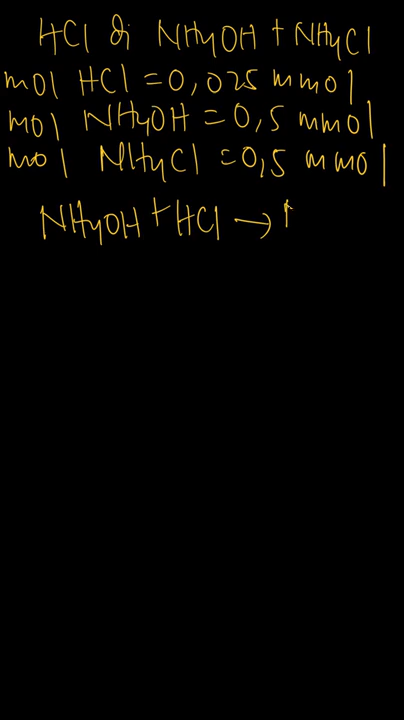 HCl di NH4OH + NH4Cl
mol HCl = 0,025 mmol
mol NH4OH = 0,5 mmol
mol NH4Cl = 0,5 mmol
NH4OH + HCl →